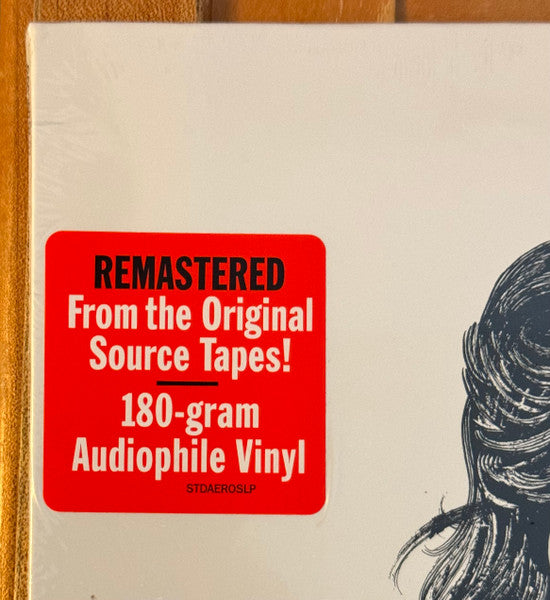 REMASTERED
From the Original
Source Tapes!
180-gram
Audiophile Vinyl
STDAEROSLP